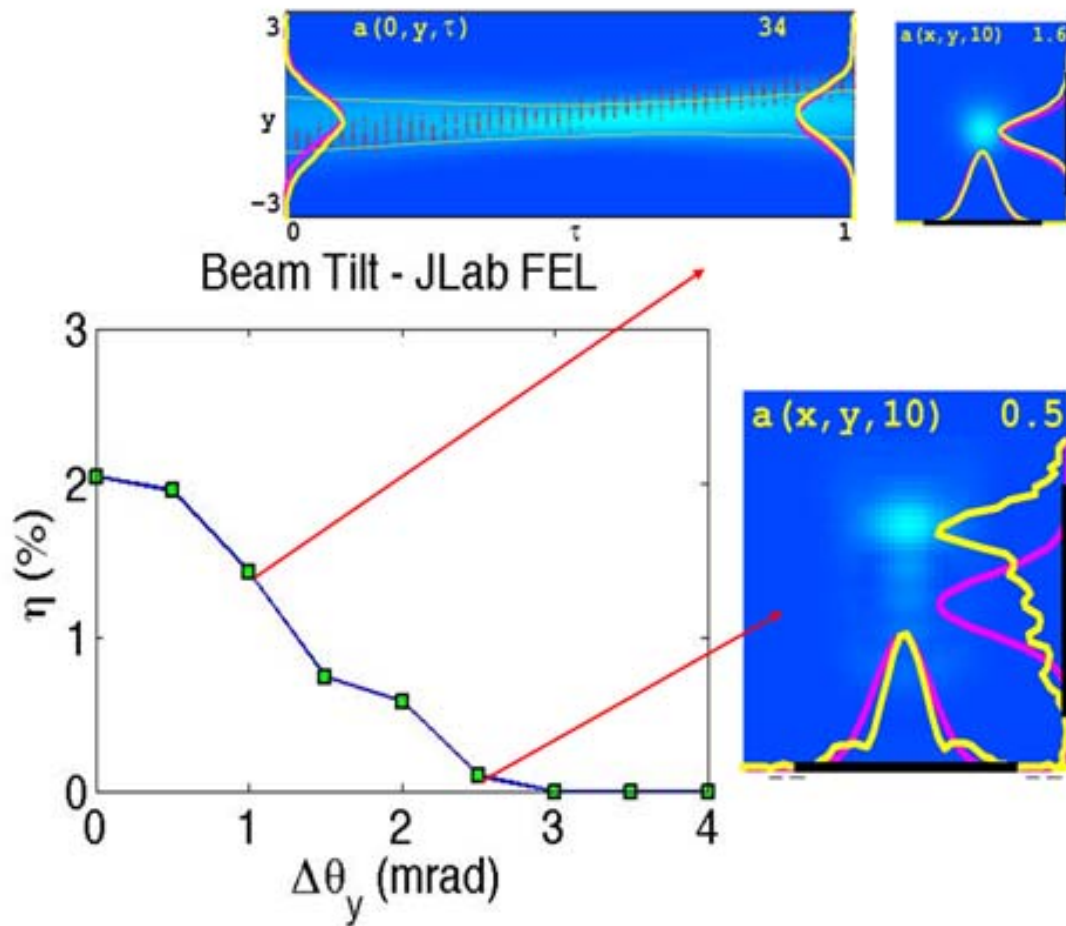 3 a(0,y,τ) 34
y
-3
0 τ 1
a(x,y,10) 1.6
Beam Tilt - JLab FEL
3
2
1
0
η (%)
0 1 2 3 4
Δθy (mrad)
a(x,y,10) 0.5